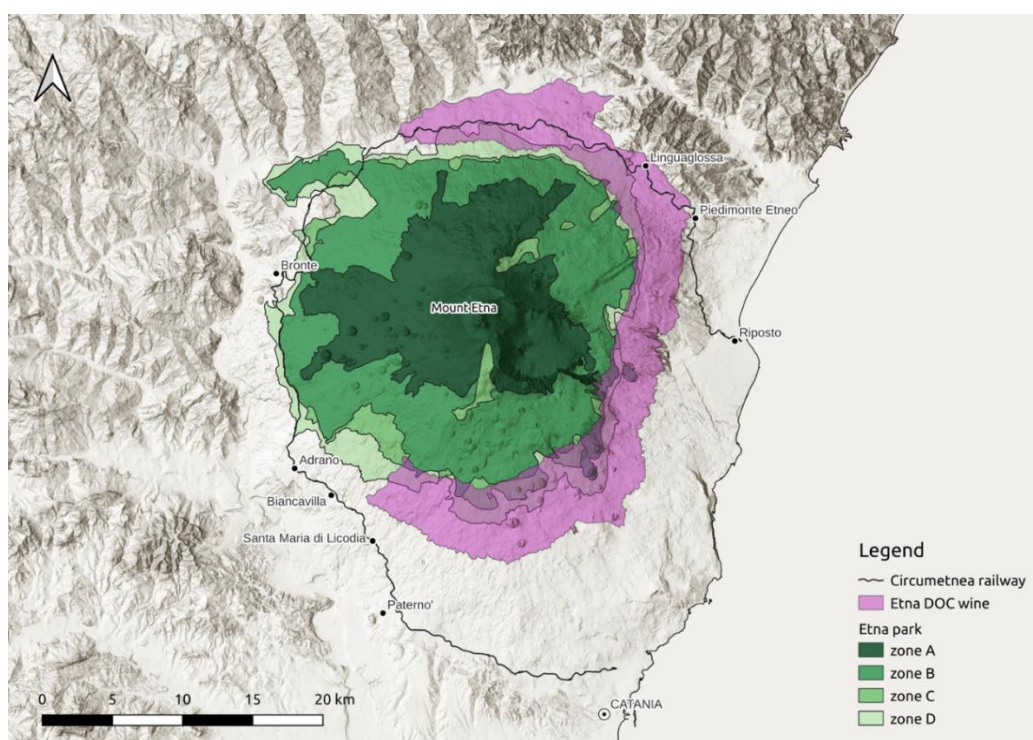 Linguaglossa
Piedimonte Etneo
Bronte
Mount Etna
Riposto
Adrano
Biancavilla
Santa Maria di Licodia
Paterno'
CATANIA
Legend
Circumetnea railway
Etna DOC wine
Etna park
zone A
zone B
zone C
zone D
0 5 10 15 20 km